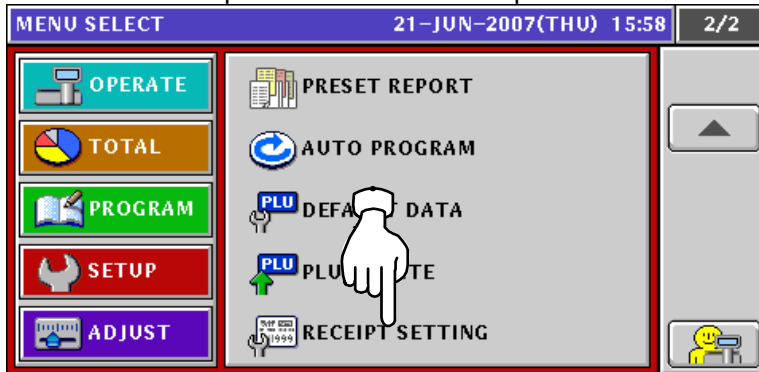 MENU SELECT 21-JUN-2007(THU) 15:58 2/2
OPERATE
TOTAL
PROGRAM
SETUP
ADJUST
PRESET REPORT
AUTO PROGRAM
PLU DATA
PLU PLU
RECEIPT SETTING